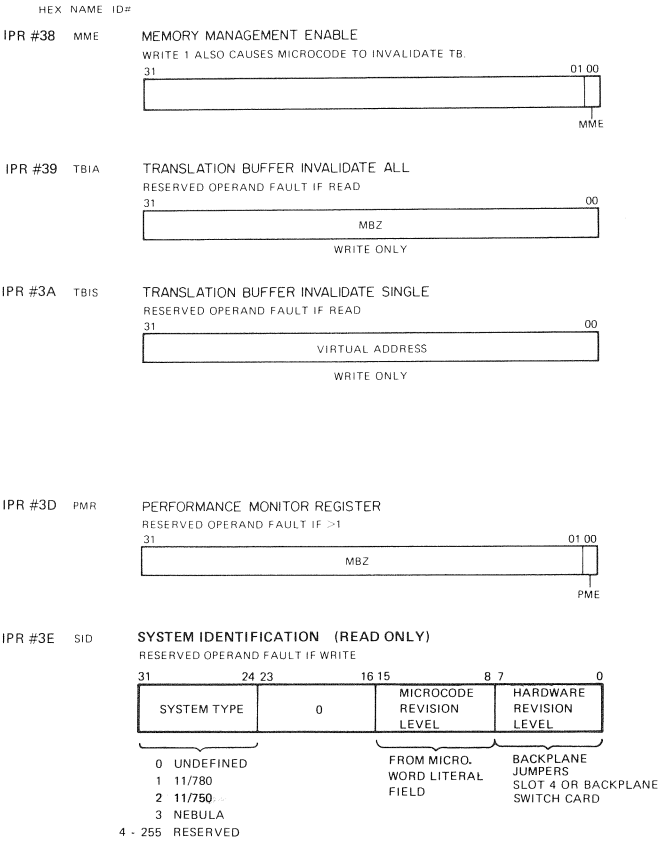 HEX NAME ID#
IPR #38 MME MEMORY MANAGEMENT ENABLE
WRITE 1 ALSO CAUSES MICROCODE TO INVALIDATE TB.
31 01 00
MME
IPR #39 TBIA TRANSLATION BUFFER INVALIDATE ALL
RESERVED OPERAND FAULT IF READ
31 00
MBZ
WRITE ONLY
IPR #3A TBIS TRANSLATION BUFFER INVALIDATE SINGLE
RESERVED OPERAND FAULT IF READ
31 00
VIRTUAL ADDRESS
WRITE ONLY
IPR #3D PMR PERFORMANCE MONITOR REGISTER
RESERVED OPERAND FAULT IF >1
31 01 00
MBZ
PME
IPR #3E SID SYSTEM IDENTIFICATION (READ ONLY)
RESERVED OPERAND FAULT IF WRITE
31 24 23 16 15 8 7 0
SYSTEM TYPE
0
MICROCODE
REVISION
LEVEL
HARDWARE
REVISION
LEVEL
0 UNDEFINED
1 11/780
2 11/750
3 NEBULA
4 - 255 RESERVED
FROM MICRO.
WORD LITERAL
FIELD
BACKPLANE
JUMPERS
SLOT 4 OR BACKPLANE
SWITCH CARD